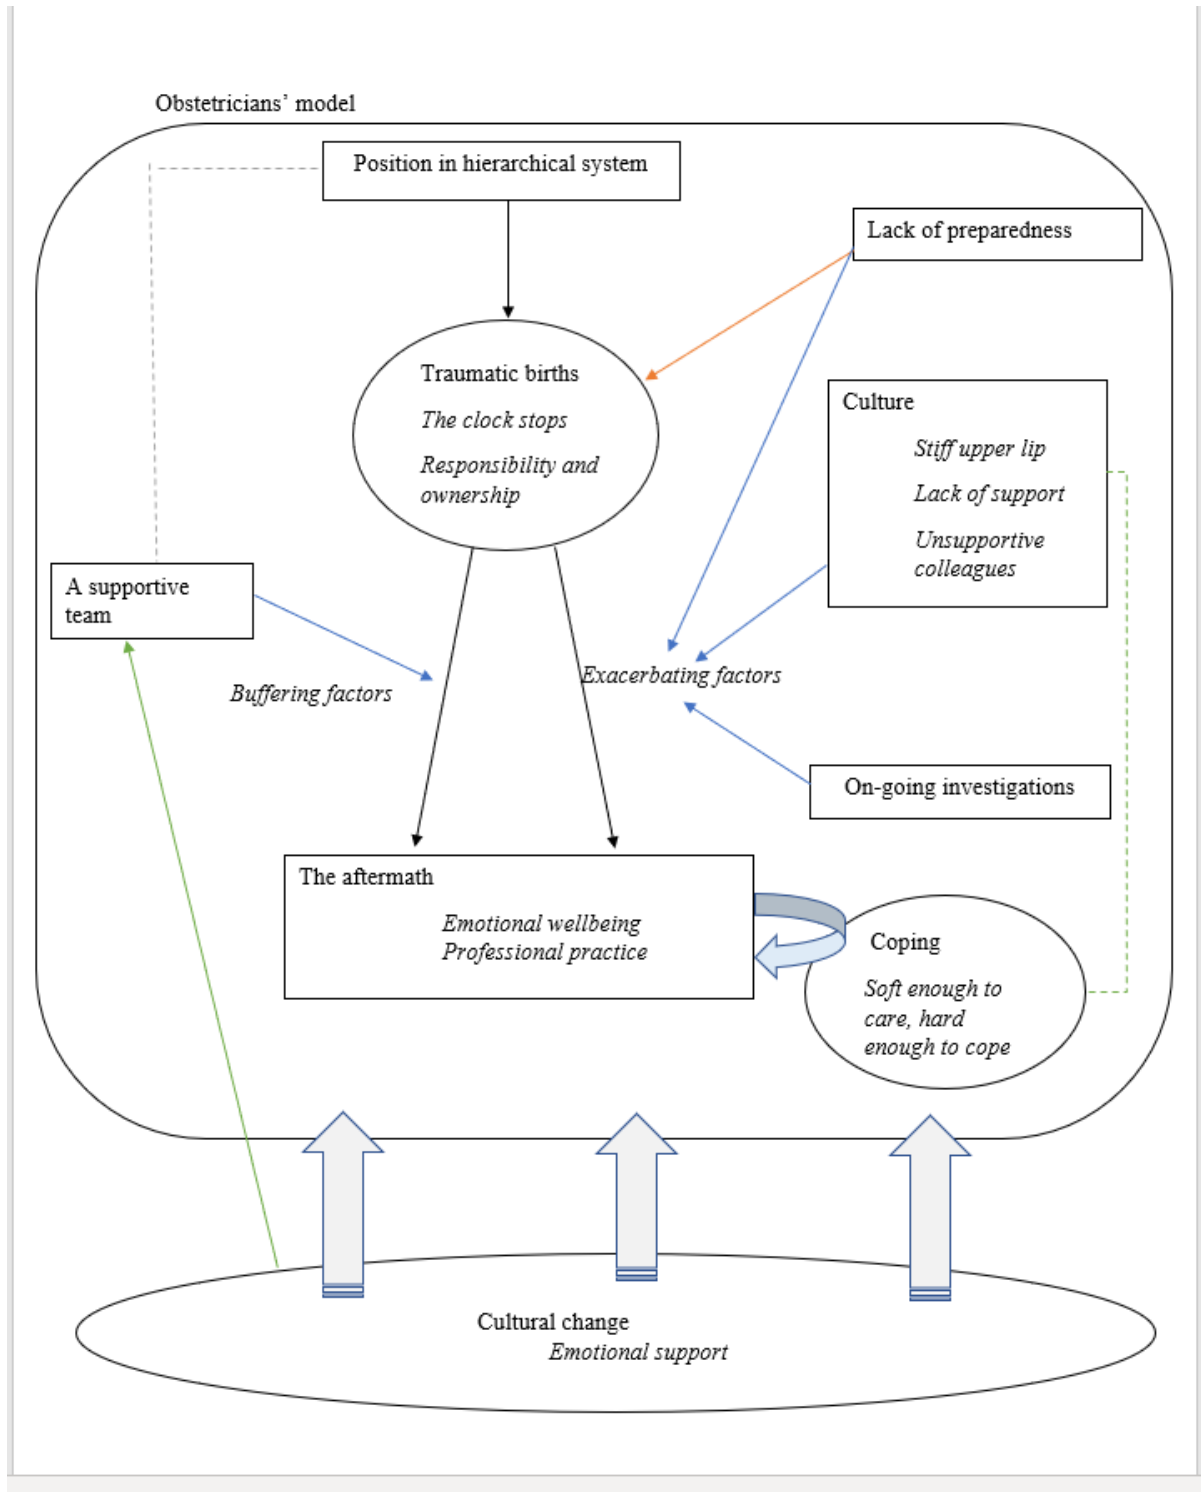 Obstetricians’ model
Position in hierarchical system
Lack of preparedness
Traumatic births
The clock stops
Responsibility and
ownership
Culture
Stiff upper lip
Lack of support
Unsupportive
colleagues
A supportive
team
Buffering factors
Exacerbating factors
On-going investigations
The aftermath
Emotional wellbeing
Professional practice
Coping
Soft enough to
care, hard
enough to cope
Cultural change
Emotional support